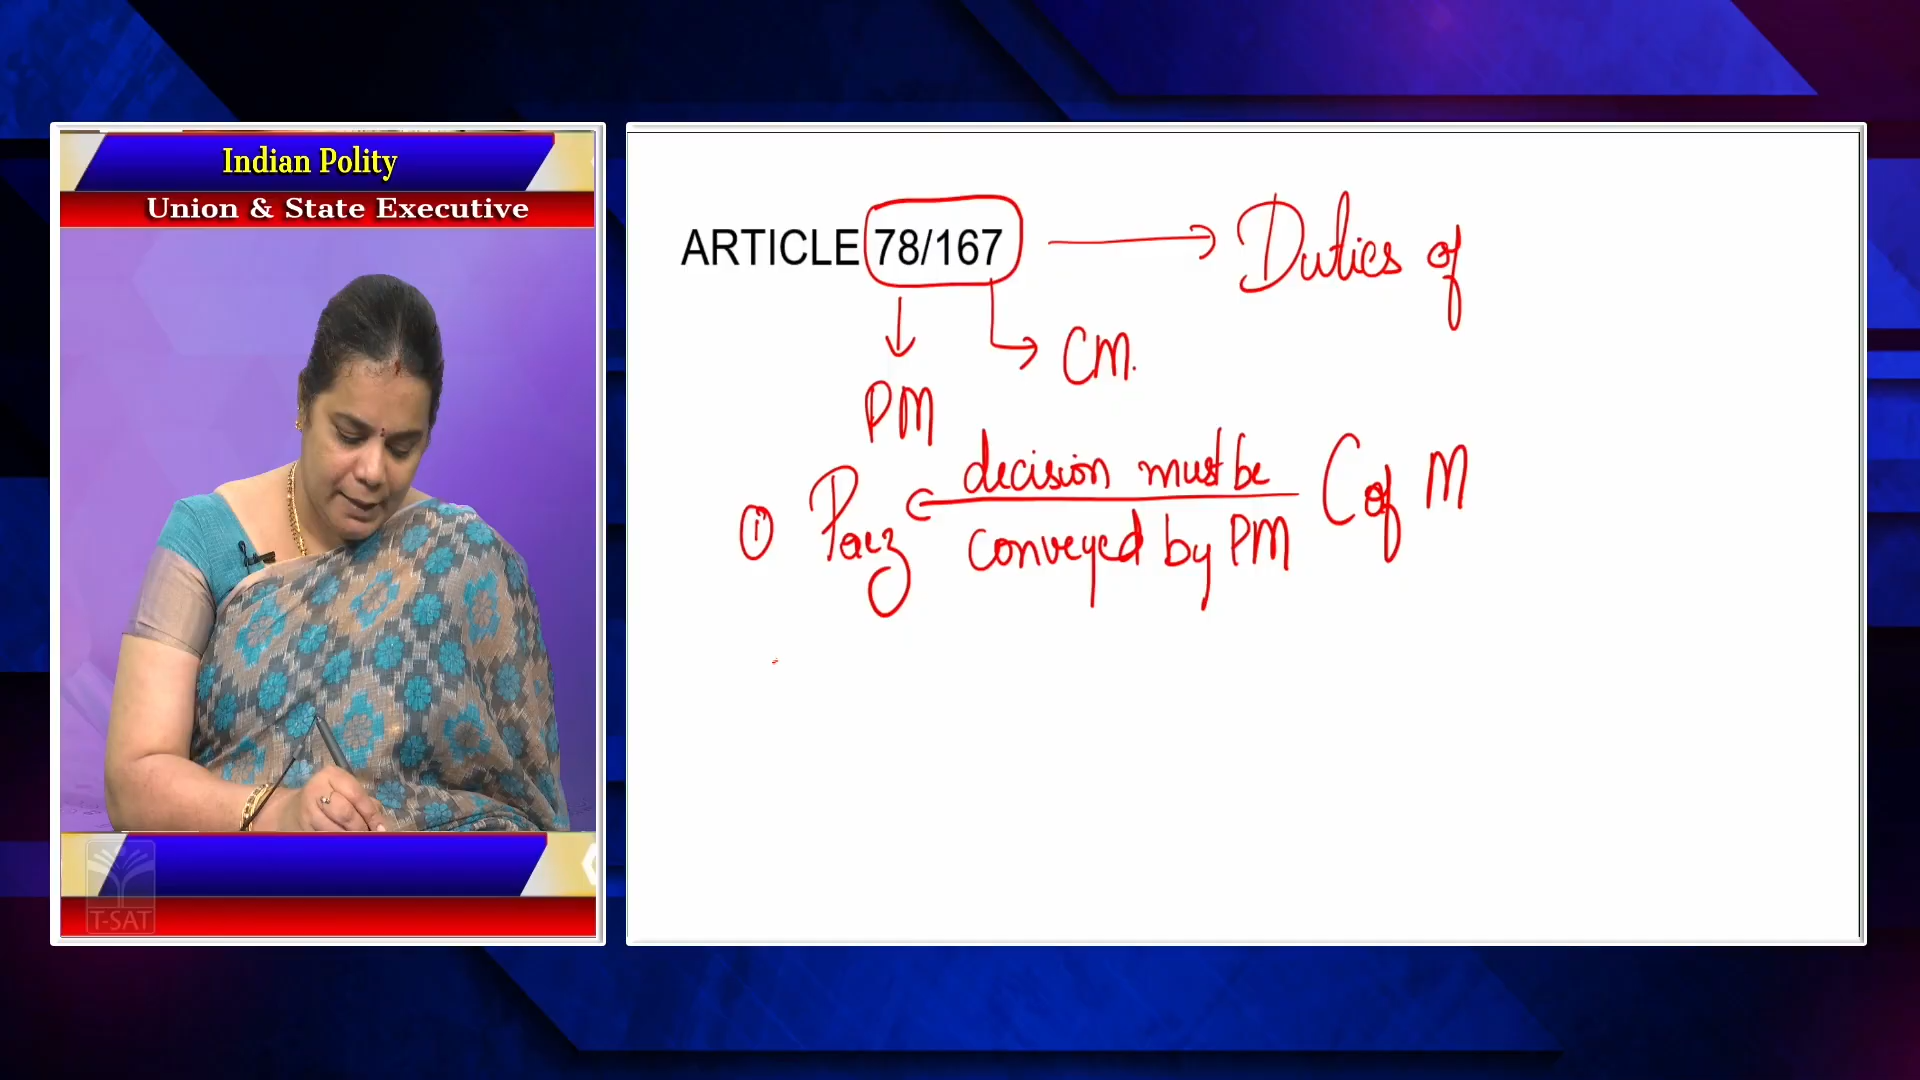 Indian Polity
Union & State Executive
T-SAT
ARTICLE 78/167 Duties of
PM CM.
① decision must be C of M
conveyed by PM